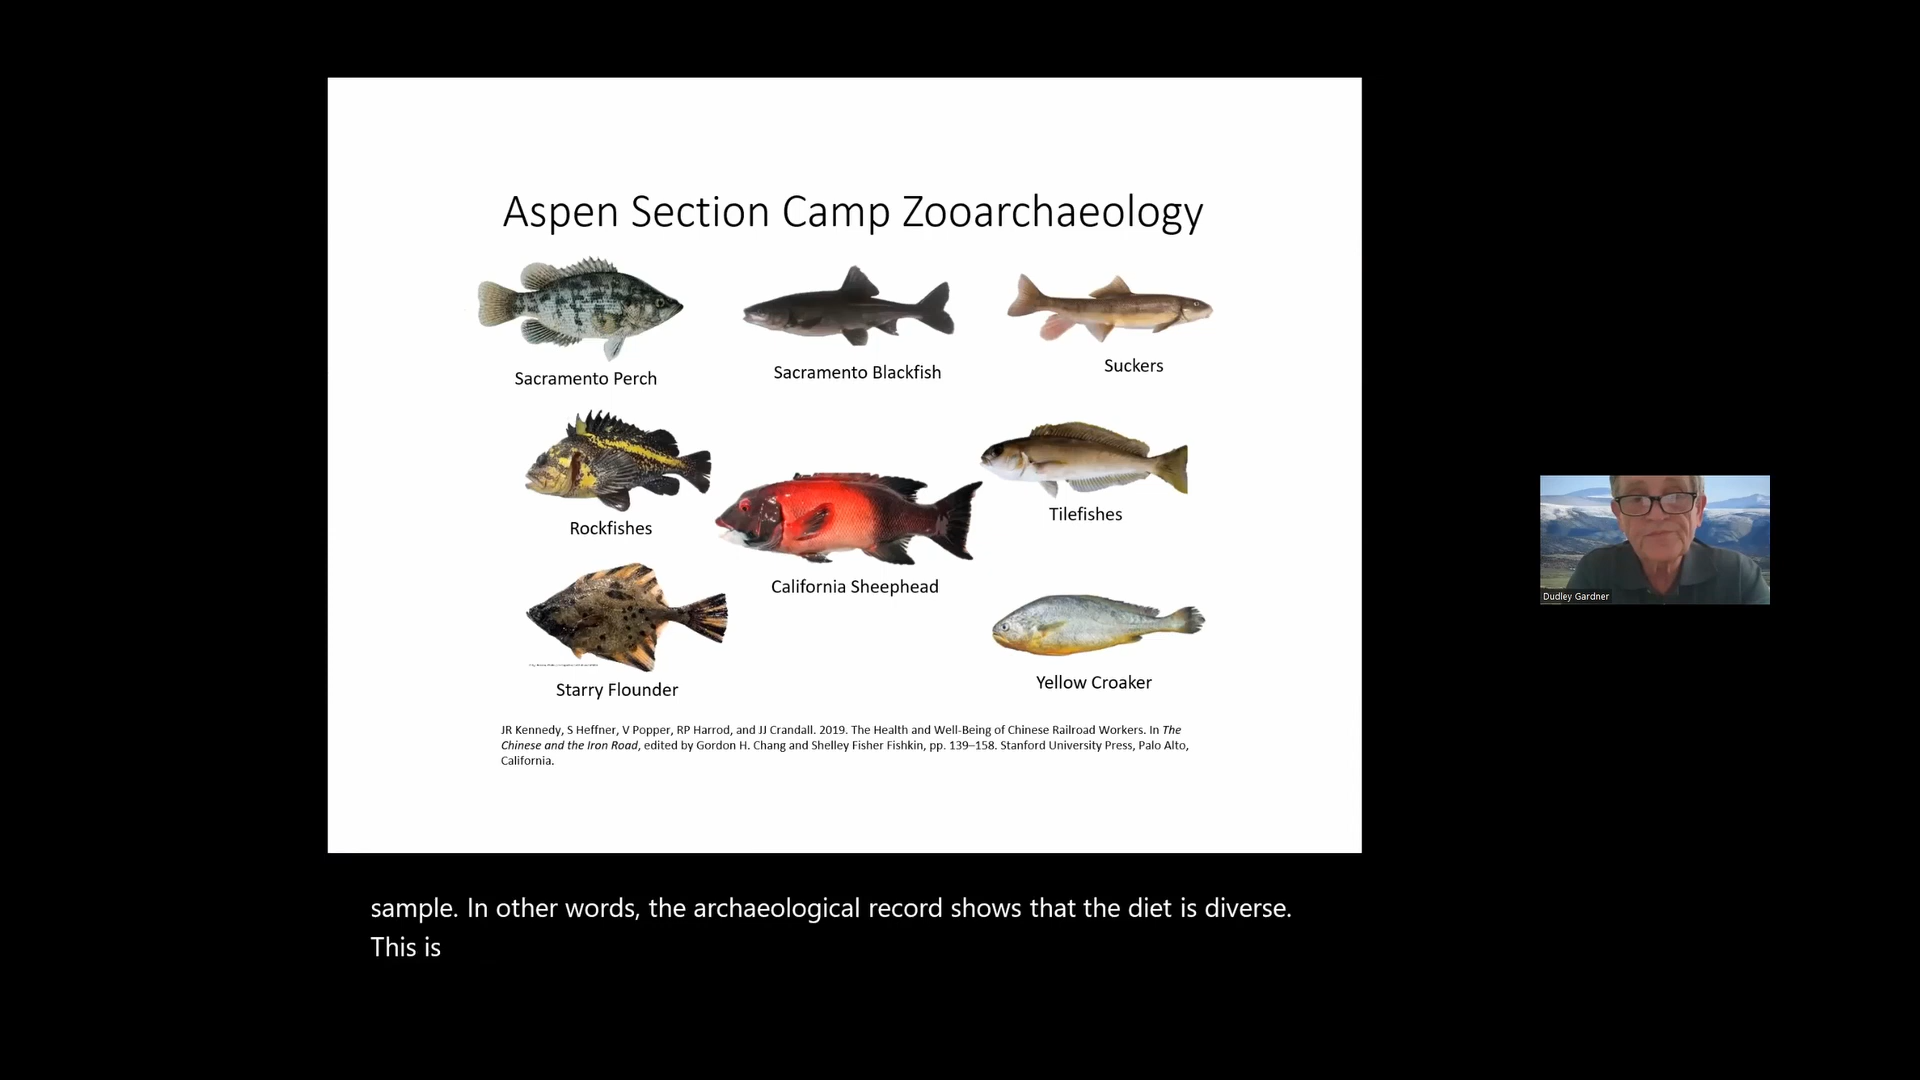 Aspen Section Camp Zooarchaeology
Sacramento Perch
Sacramento Blackfish
Suckers
Rockfishes
California Sheephead
Tilefishes
Starry Flounder
Yellow Croaker
JR Kennedy, S Heffner, V Popper, RP Harrod, and JJ Crandall. 2019. The Health and Well-Being of Chinese Railroad Workers. In The
Chinese and the Iron Road, edited by Gordon H. Chang and Shelley Fisher Fishkin, pp. 139–158. Stanford University Press, Palo Alto,
California.
Dudley Gardner
sample. In other words, the archaeological record shows that the diet is diverse.
This is